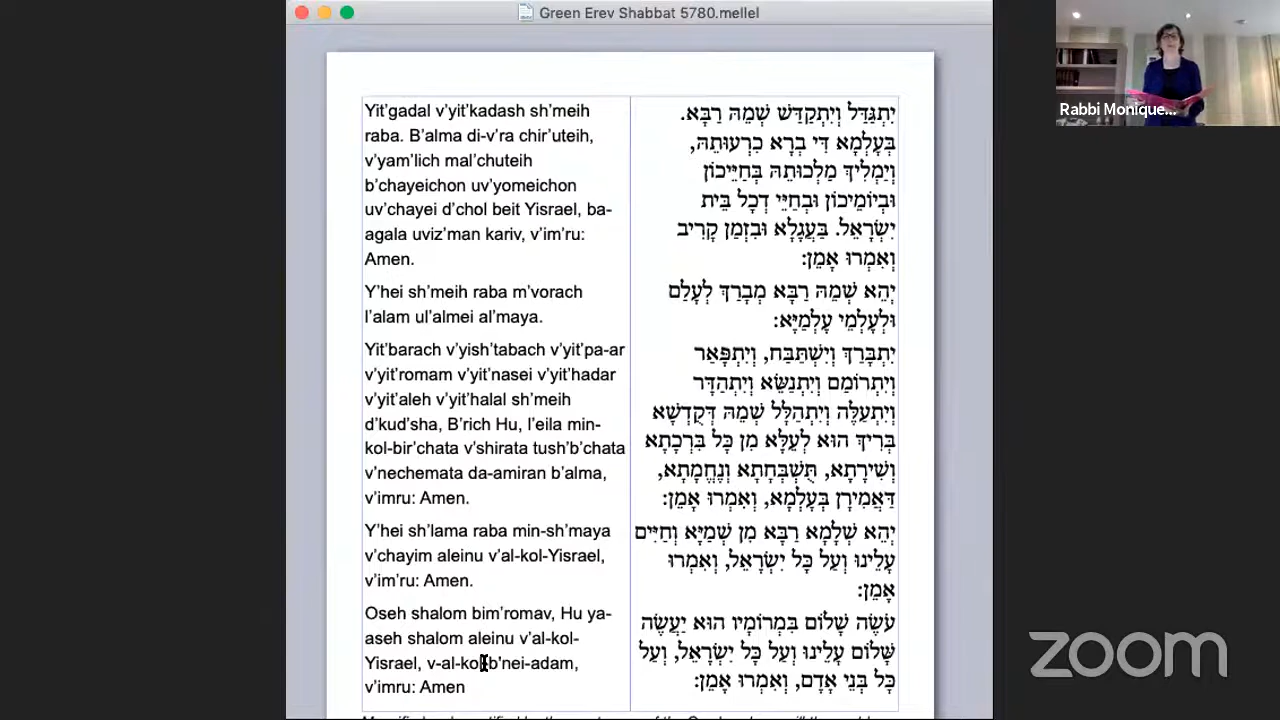 Green Erev Shabbat 5780.mellel
Rabbi Monique...
Yit’gadal v’yit’kadash sh’meih
raba. B’alma di-v’ra chir’uteih,
v’yam’lich mal’chuteih
b’chayeichon uv’yomeichon
uv’chayei d’chol beit Yisrael, ba-
agala uviz’man kariv, v’im’ru:
Amen.
Y’hei sh’meih raba m’vorach
l’alam ul’almei al’maya.
Yit’barach v’yish’tabach v’yit’pa-ar
v’yit’romam v’yit’nasei v’yit’hadar
v’yit’aleh v’yit’halal sh’meih
d’kud’sha, B’rich Hu, l’eila min-
kol-bir’chata v’shirata tush’b’chata
v’nechemata da-amiran b’alma,
v’imru: Amen.
Y’hei sh’lama raba min-sh’maya
v’chayim aleinu v’al-kol-Yisrael,
v’im’ru: Amen.
Oseh shalom bim’romav, Hu ya-
aseh shalom aleinu v’al-kol-
Yisrael, v-al-kol b’nei-adam,
v’imru: Amen
יִתְגַּדַּל וְיִתְקַדַּשׁ שְׁמֵהּ רַבָּא.
בְּעָלְמָא דִּי בְרָא כִרְעוּתֵהּ,
וְיַמְלִיךְ מַלְכוּתֵהּ בְּחַיֵּיכוֹן
וּבְיוֹמֵיכוֹן וּבְחַיֵּי דְכָל בֵּית
יִשְׂרָאֵל. בַּעֲגָלָא וּבִזְמַן קָרִיב
וְאִמְרוּ אָמֵן:
יְהֵא שְׁמֵהּ רַבָּא מְבָרַךְ לְעָלַם
וּלְעָלְמֵי עָלְמַיָּא:
יִתְבָּרַךְ וְיִשְׁתַּבַּח, וְיִתְפָּאַר
וְיִתְרוֹמַם וְיִתְנַשֵּׂא וְיִתְהַדָּר
וְיִתְעַלֶּה וְיִתְהַלָּל שְׁמֵהּ דְּקֻדְשָׁא
בְּרִיךְ הוּא לְעֵלָּא מִן כָּל בִּרְכָתָא
וְשִׁירָתָא, תֻּשְׁבְּחָתָא וְנֶחֱמָתָא,
דַּאֲמִירָן בְּעָלְמָא, וְאִמְרוּ אָמֵן:
יְהֵא שְׁלָמָא רַבָּא מִן שְׁמַיָּא וְחַיִּים
עָלֵינוּ וְעַל כָּל יִשְׂרָאֵל, וְאִמְרוּ
אָמֵן:
עֹשֶׂה שָׁלוֹם בִּמְרוֹמָיו הוּא יַעֲשֶׂה
שָׁלוֹם עָלֵינוּ וְעַל כָּל יִשְׂרָאֵל, וְעַל
כָּל בְּנֵי אָדָם, וְאִמְרוּ אָמֵן:
zoom